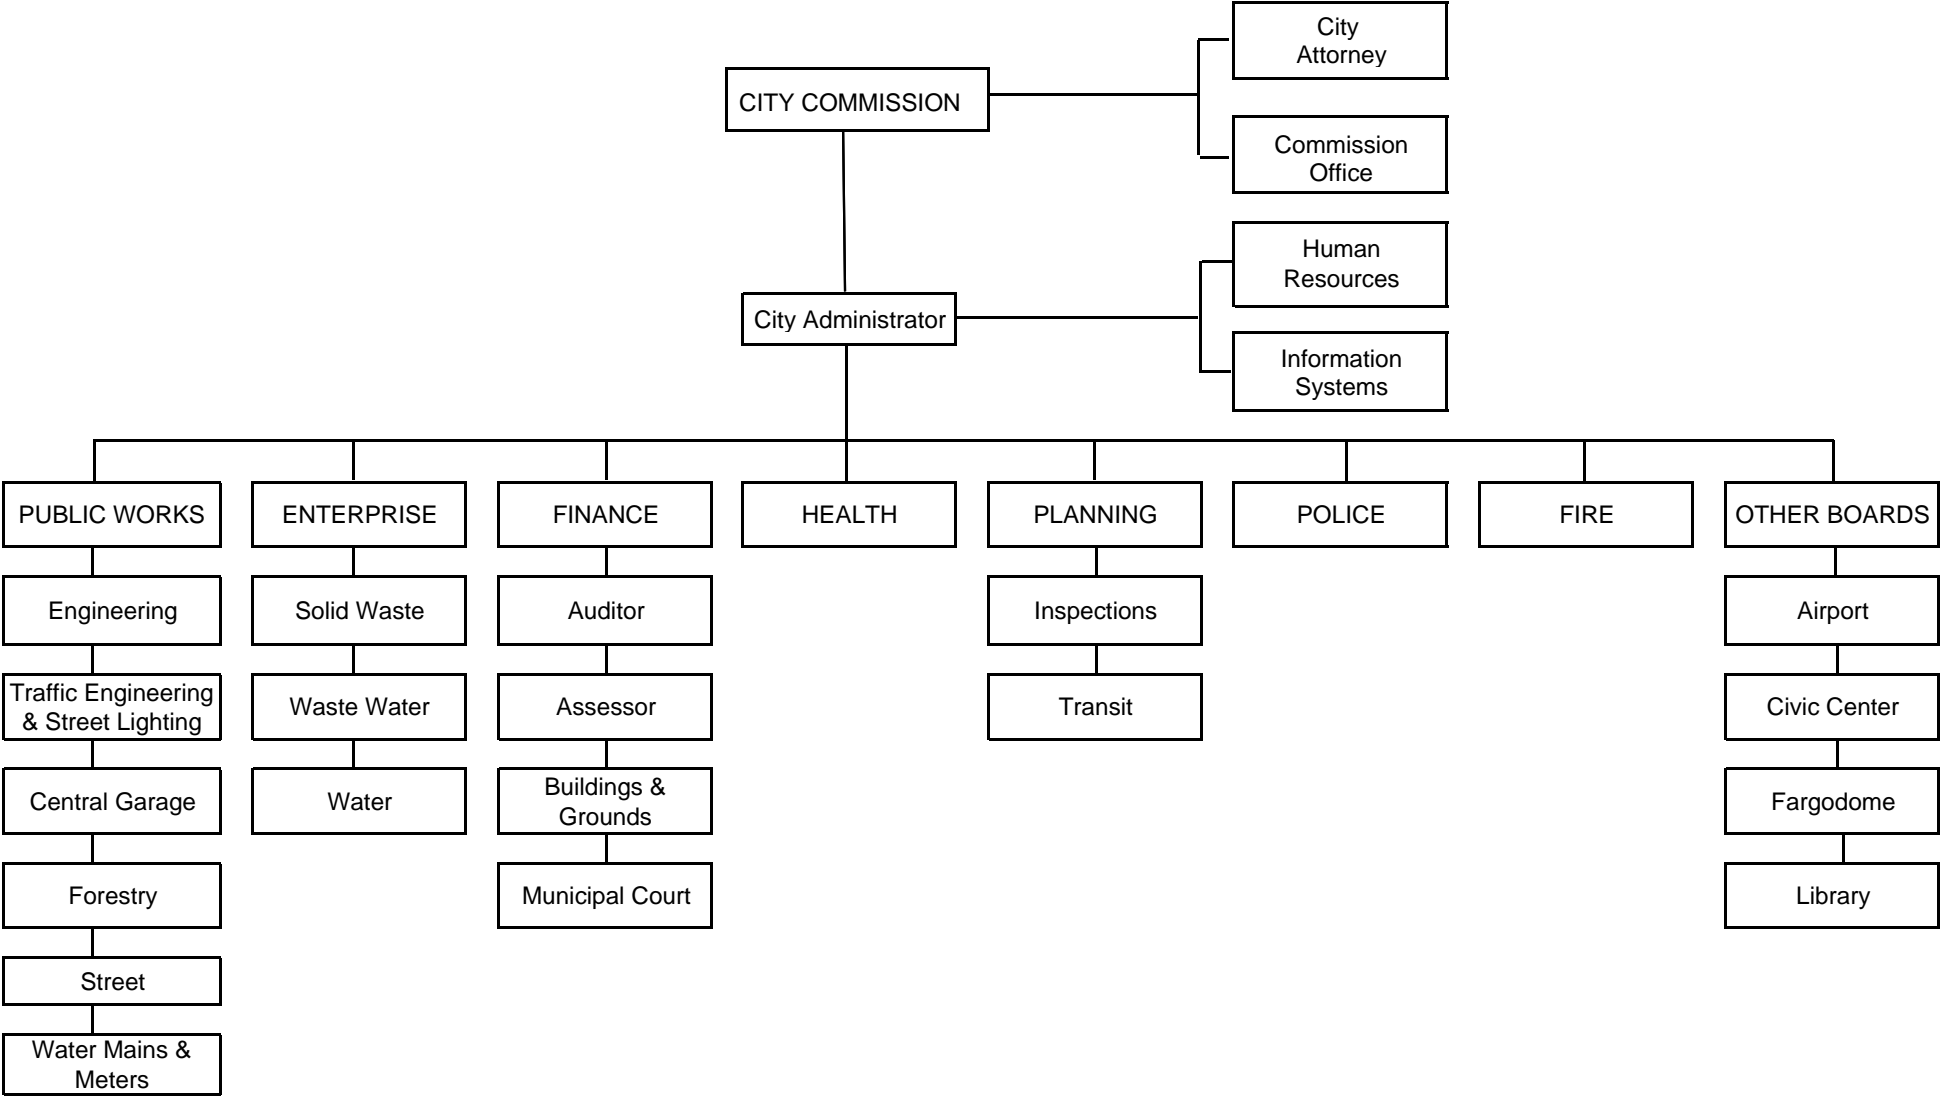 City
Attorney
CITY COMMISSION
Commission
Office
Human
Resources
City Administrator
Information
Systems
PUBLIC WORKS
ENTERPRISE
FINANCE
HEALTH
PLANNING
POLICE
FIRE
OTHER BOARDS
Engineering
Solid Waste
Auditor
Inspections
Airport
Traffic Engineering
& Street Lighting
Waste Water
Assessor
Transit
Civic Center
Central Garage
Water
Buildings &
Grounds
Fargodome
Forestry
Municipal Court
Library
Street
Water Mains &
Meters